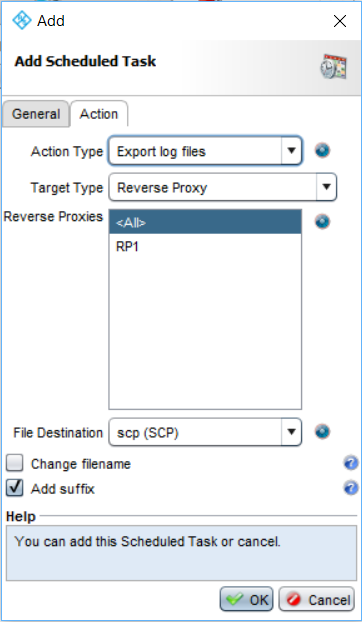 Add
Add Scheduled Task
General Action
Action Type Export log files
Target Type Reverse Proxy
Reverse Proxies <All>
RP1
File Destination scp (SCP)
Change filename
Add suffix
Help
You can add this Scheduled Task or cancel.
OK Cancel